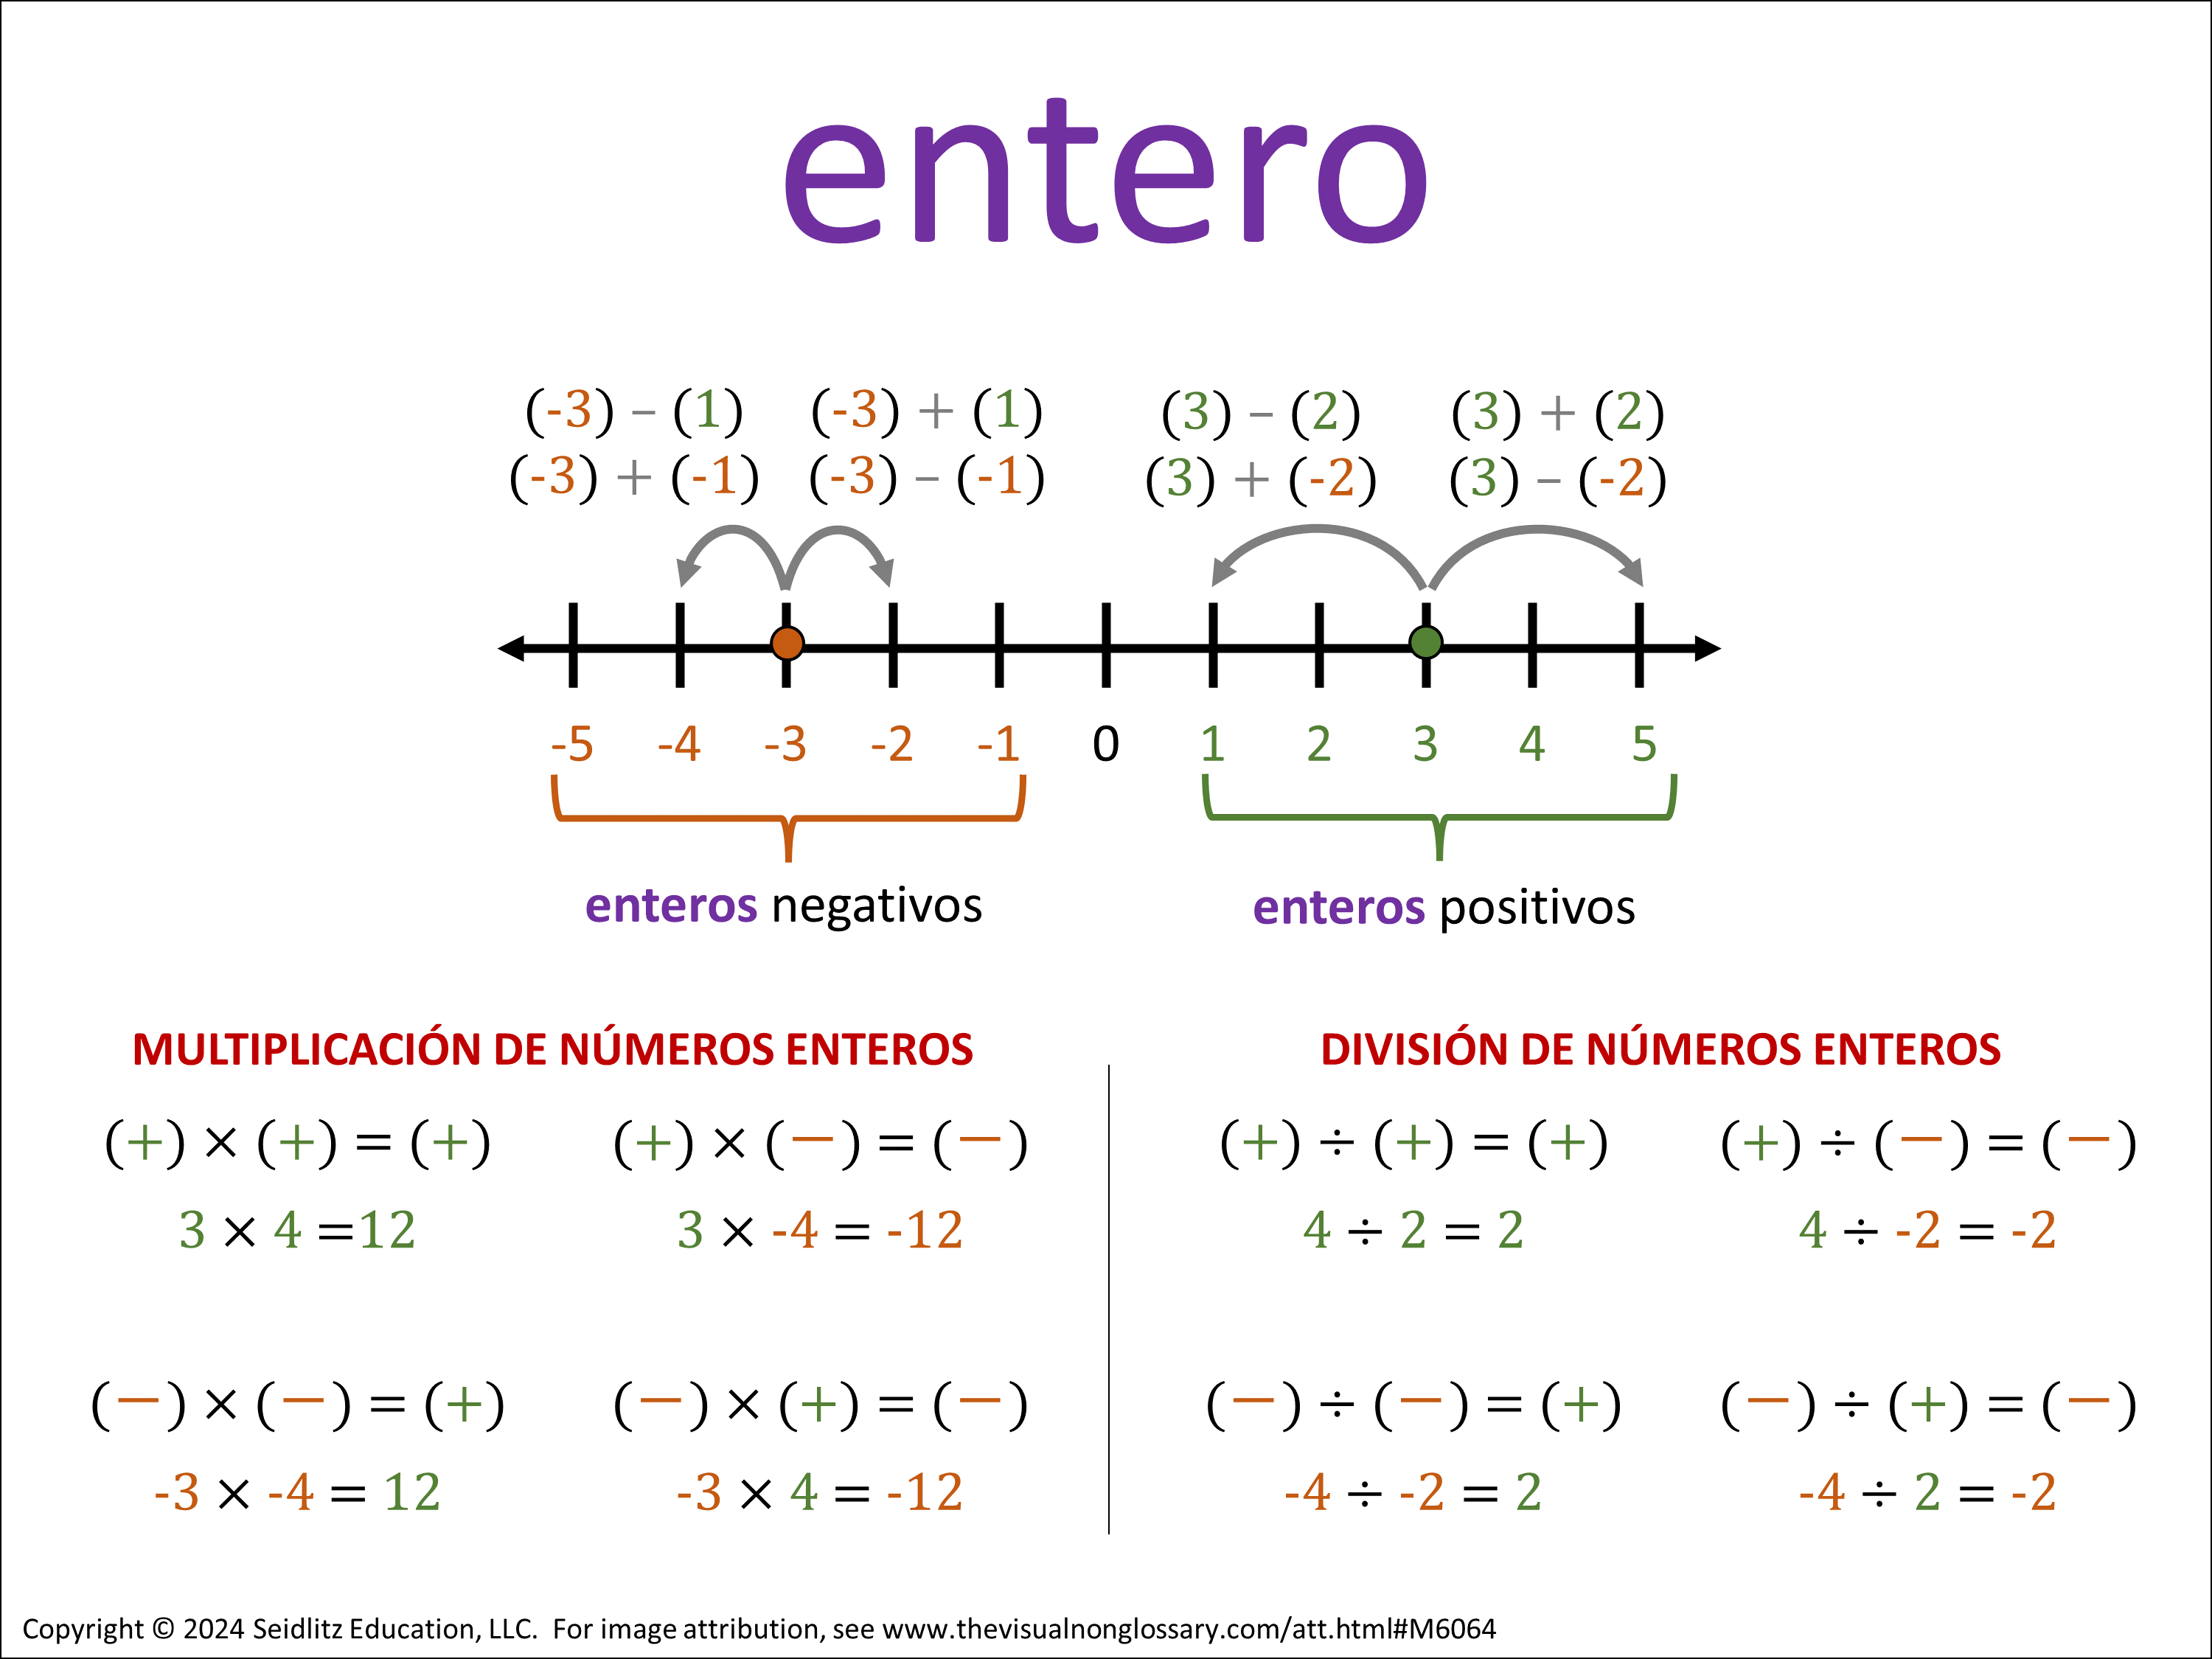 entero
(-3) – (1) (-3) + (1) (3) – (2) (3) + (2)
(-3) + (-1) (-3) – (-1) (3) + (-2) (3) – (-2)
-5 -4 -3 -2 -1 0 1 2 3 4 5
enteros negativos enteros positivos
MULTIPLICACIÓN DE NÚMEROS ENTEROS DIVISIÓN DE NÚMEROS ENTEROS
(+) × (+) = (+) (+) × (−) = (−) (+) ÷ (+) = (+) (+) ÷ (−) = (−)
3 × 4 =12 3 × -4 = -12 4 ÷ 2 = 2 4 ÷ -2 = -2
(−) × (−) = (+) (−) × (+) = (−) (−) ÷ (−) = (+) (−) ÷ (+) = (−)
-3 × -4 = 12 -3 × 4 = -12 -4 ÷ -2 = 2 -4 ÷ 2 = -2
Copyright © 2024 Seidlitz Education, LLC. For image attribution, see www.thevisualnonglossary.com/att.html#M6064